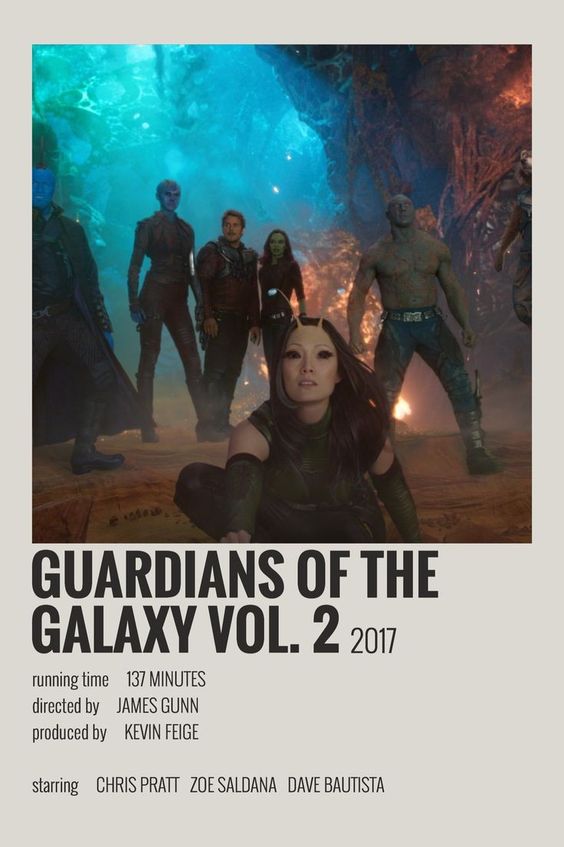 GUARDIANS OF THE
GALAXY VOL. 2 2017
running time 137 MINUTES
directed by JAMES GUNN
produced by KEVIN FEIGE
starring CHRIS PRATT ZOE SALDANA DAVE BAUTISTA